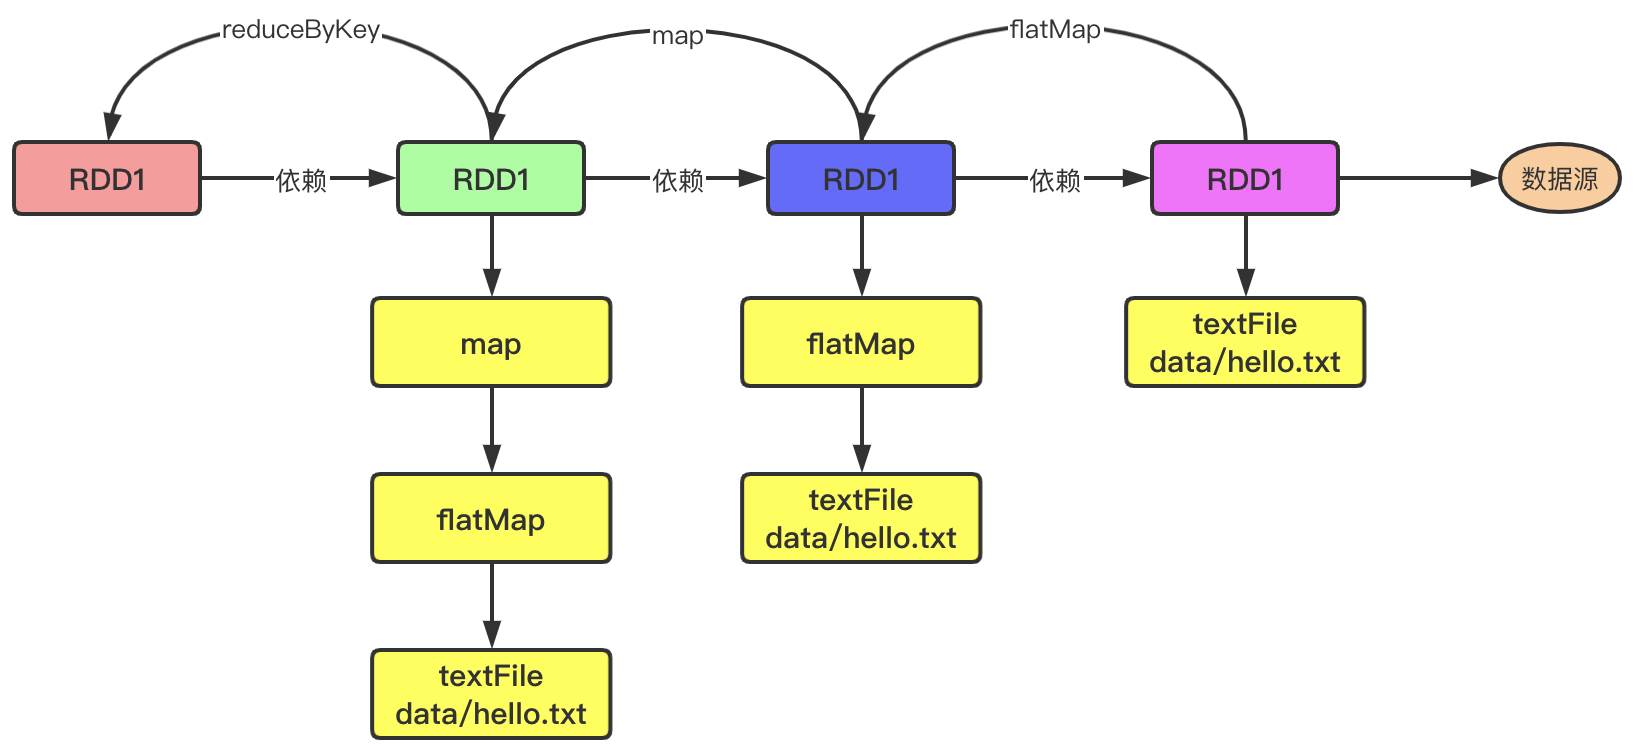 reduceByKey
map
flatMap
RDD1
依赖
RDD1
依赖
RDD1
依赖
RDD1
数据源
map
flatMap
textFile
data/hello.txt
flatMap
textFile
data/hello.txt
textFile
data/hello.txt